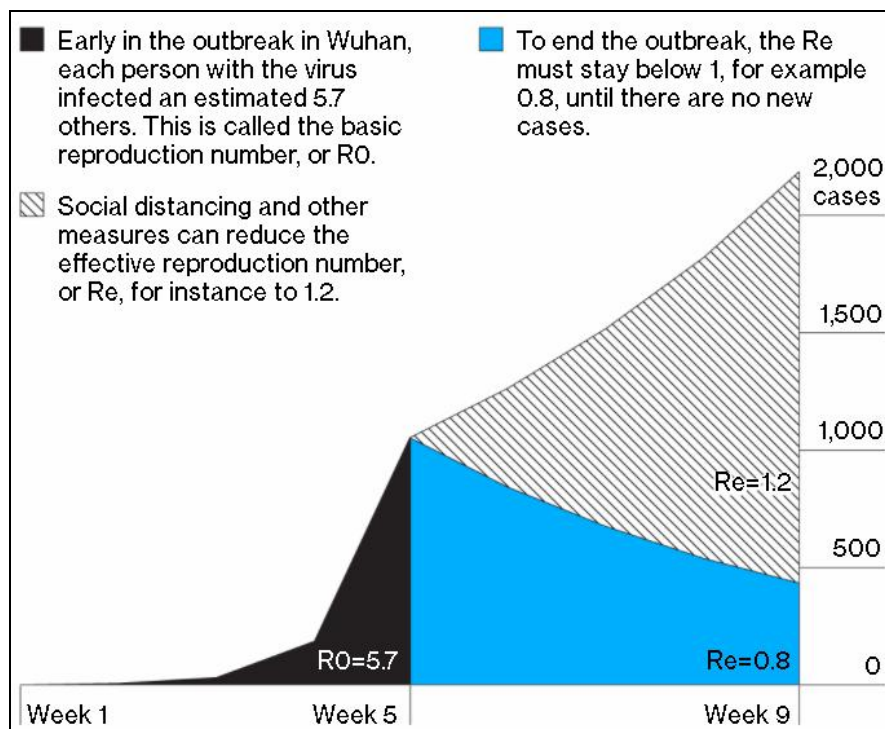 Early in the outbreak in Wuhan,
each person with the virus
infected an estimated 5.7
others. This is called the basic
reproduction number, or R0.
Social distancing and other
measures can reduce the
effective reproduction number,
or Re, for instance to 1.2.
To end the outbreak, the Re
must stay below 1, for example
0.8, until there are no new
cases.
2,000
cases
1,500
1,000
Re=1.2
500
R0=5.7
Re=0.8
0
Week 1
Week 5
Week 9